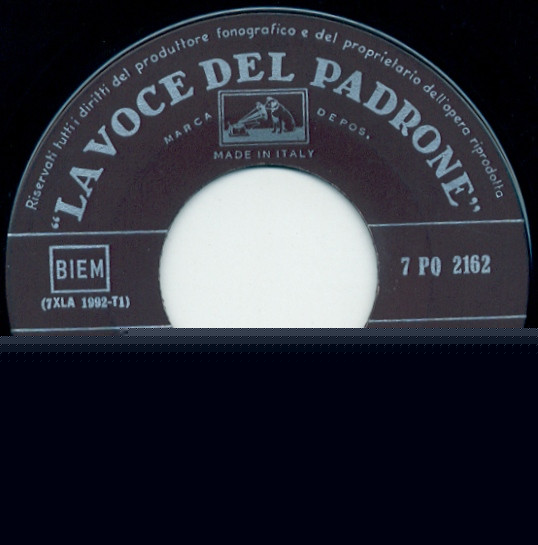 Riservati tutti i diritti del produttore fonografico e del proprietario dell'opera riprodotta
"LA VOCE DEL PADRONE"
MARCA DEPOS.
MADE IN ITALY
BIEM
7 PQ 2162
(7XLA 1992-T1)